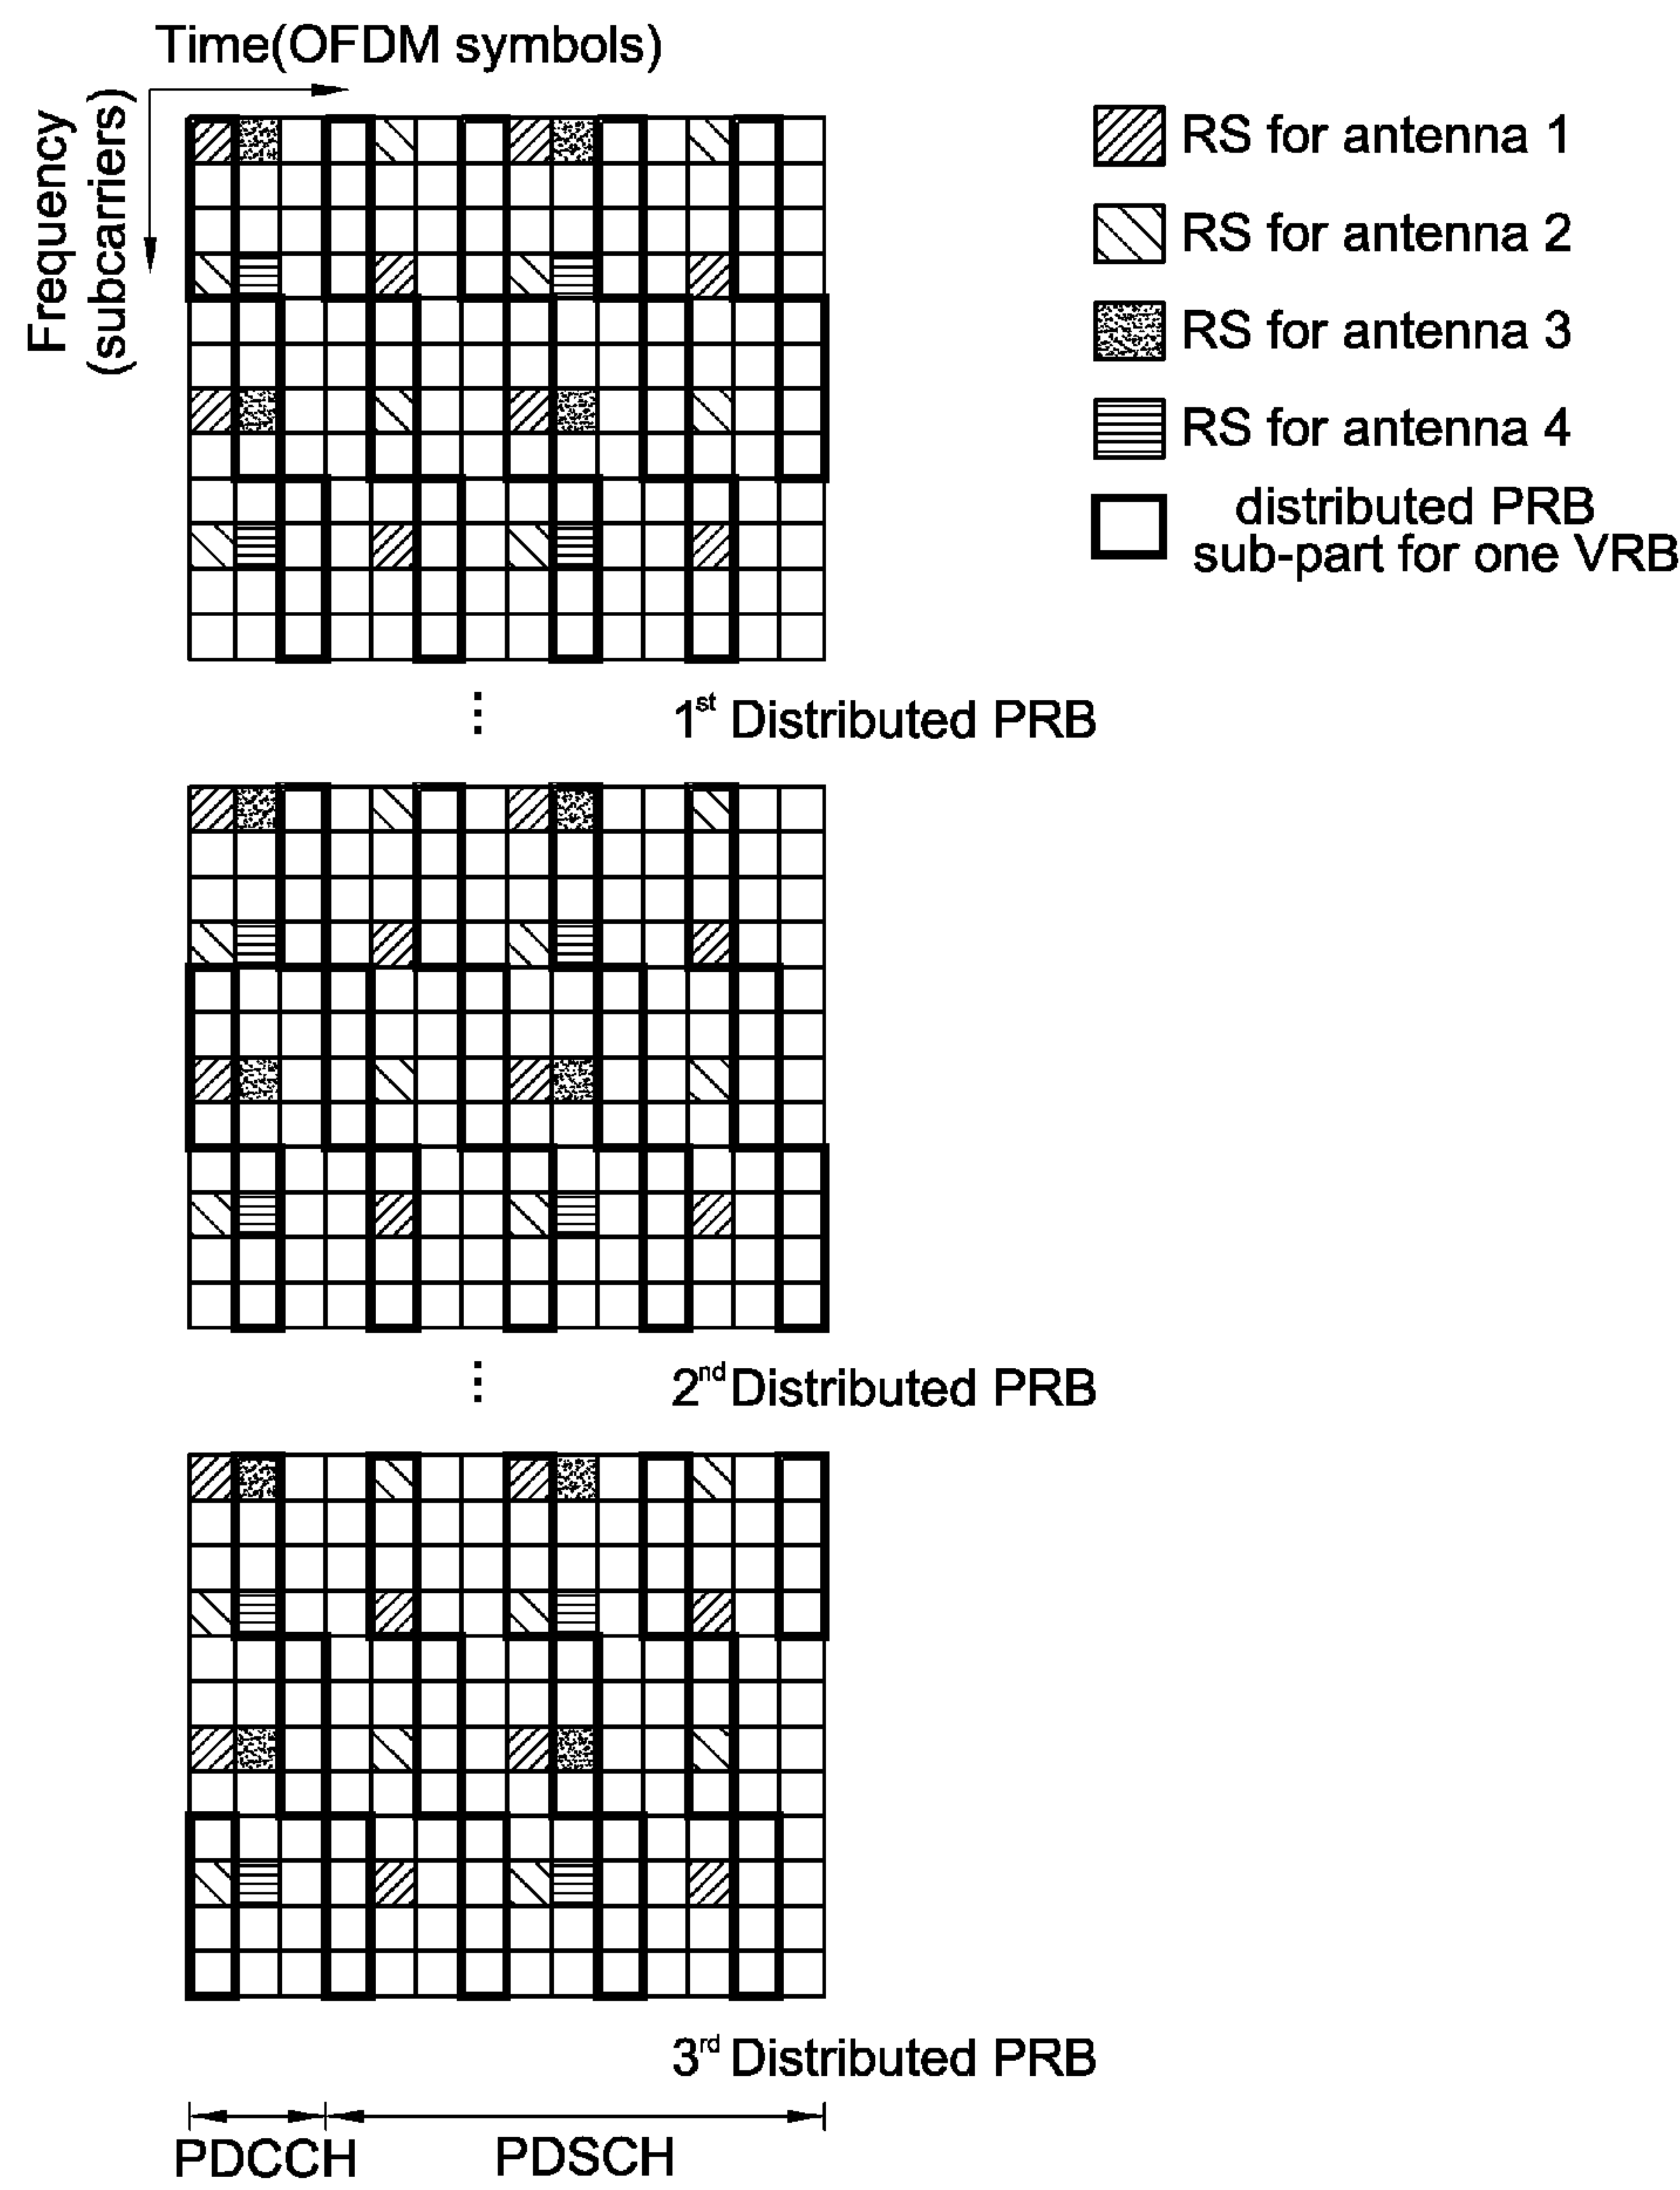 Time(OFDM symbols)
Frequency
(subcarriers)
RS for antenna 1
RS for antenna 2
RS for antenna 3
RS for antenna 4
distributed PRB
sub-part for one VRB
1st Distributed PRB
2nd Distributed PRB
3rd Distributed PRB
PDCCH
PDSCH